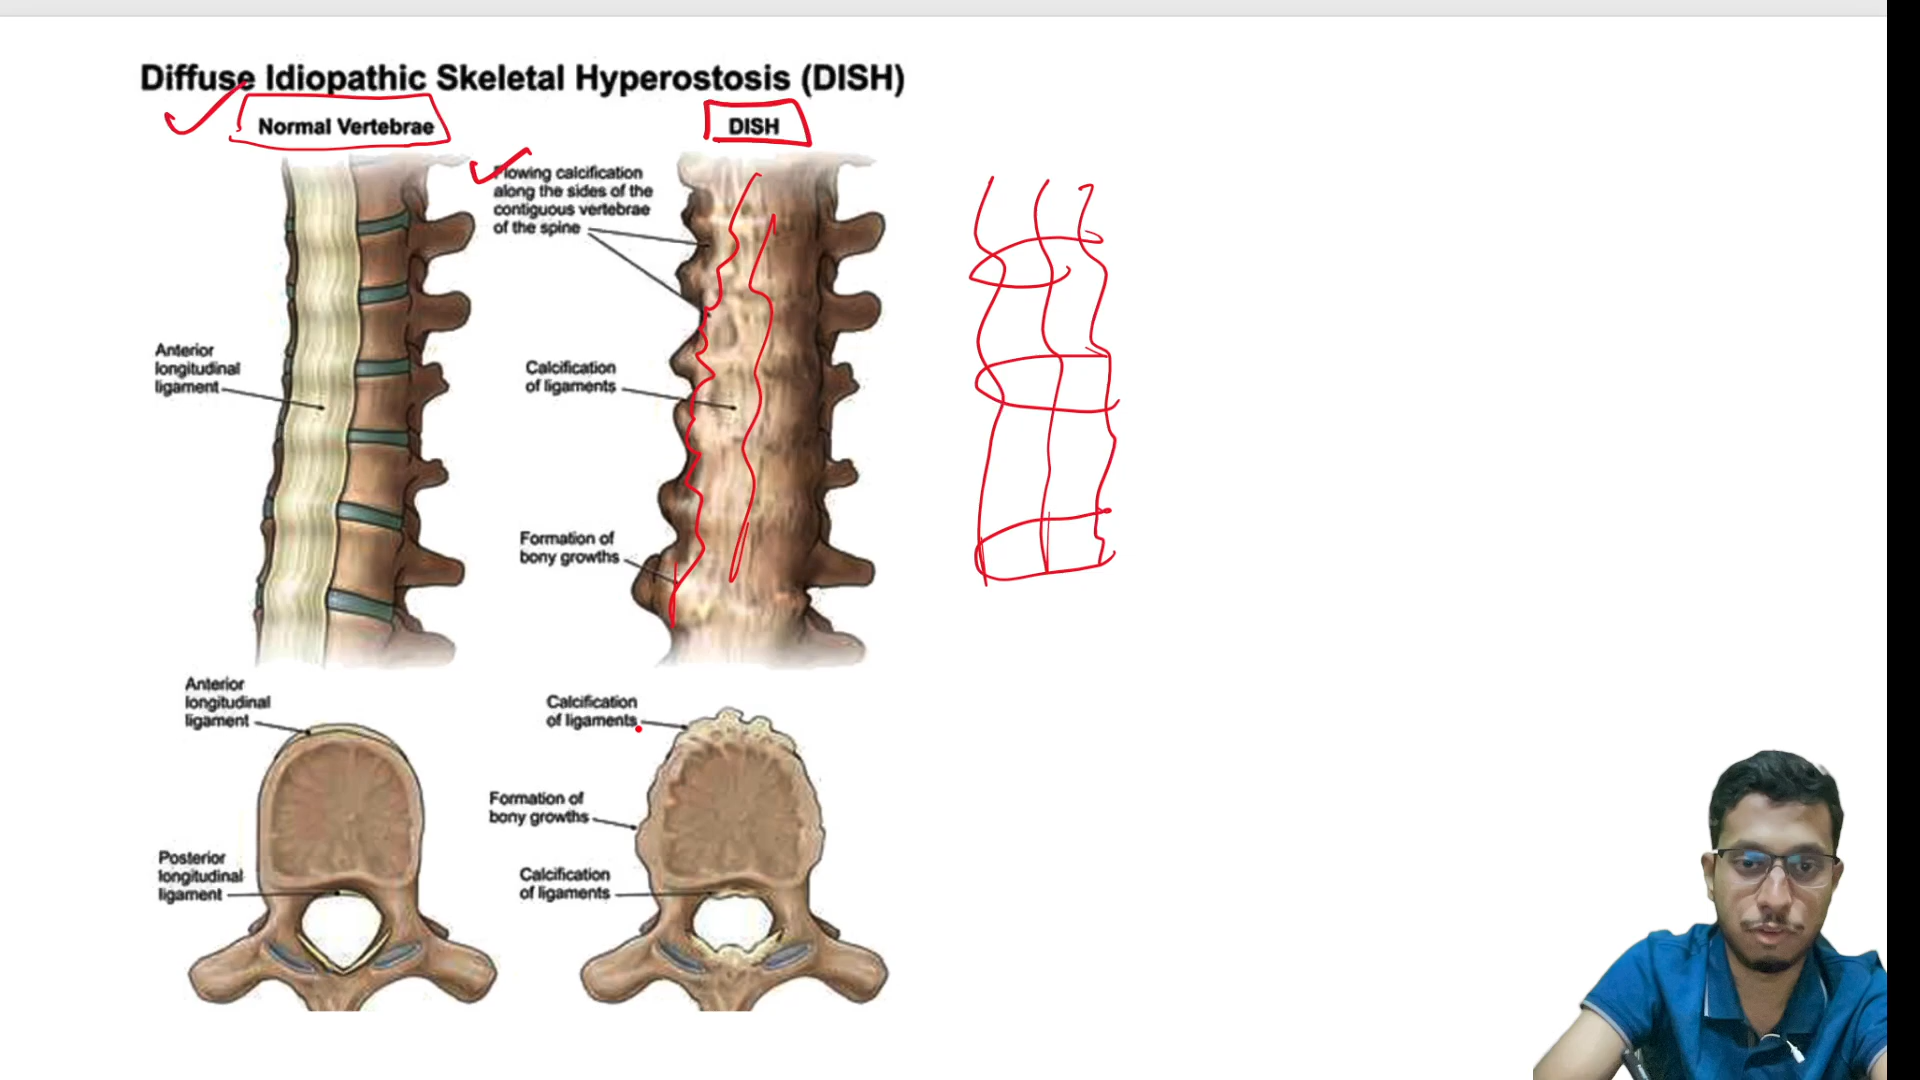 Diffuse Idiopathic Skeletal Hyperostosis (DISH)
Normal Vertebrae
DISH
Flowing calcification
along the sides of the
contiguous vertebrae
of the spine
Anterior
longitudinal
ligament
Calcification
of ligaments
Formation of
bony growths
Anterior
longitudinal
ligament
Calcification
of ligaments
Formation of
bony growths
Posterior
longitudinal
ligament
Calcification
of ligaments